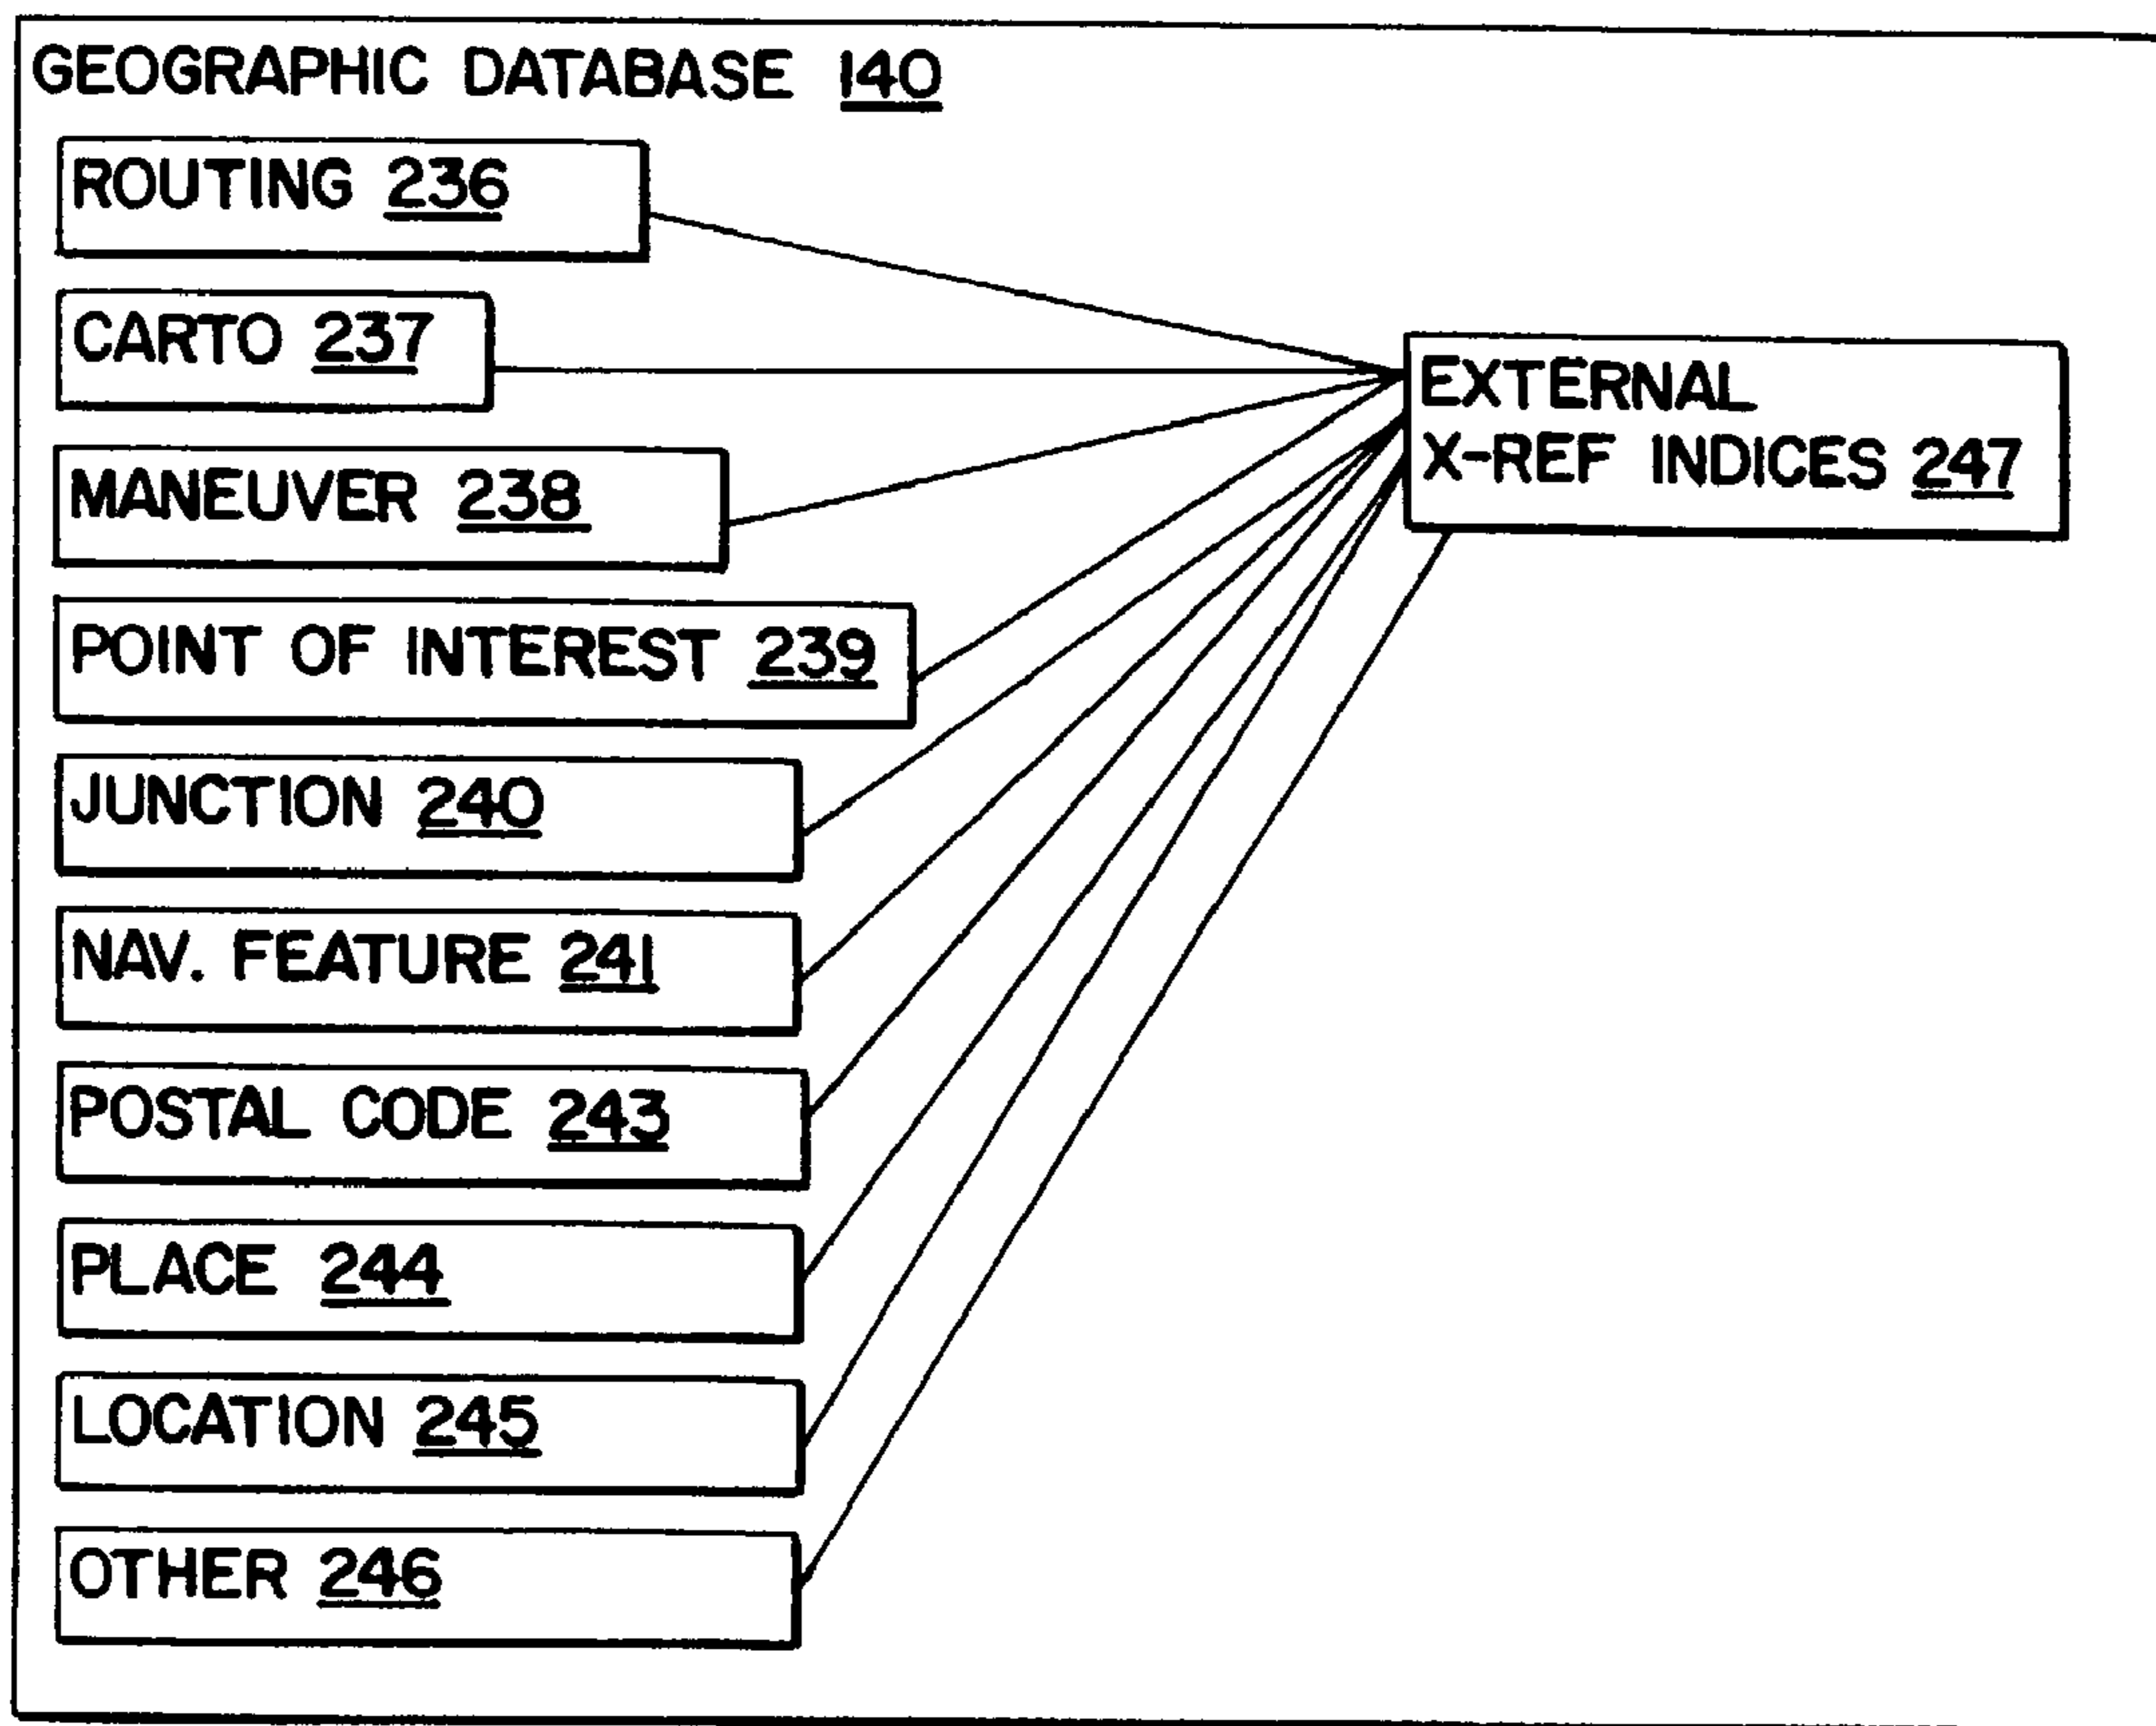 GEOGRAPHIC DATABASE 140
ROUTING 236
CARTO 237
MANEUVER 238
POINT OF INTEREST 239
JUNCTION 240
NAV. FEATURE 241
POSTAL CODE 243
PLACE 244
LOCATION 245
OTHER 246
EXTERNAL
X-REF INDICES 247